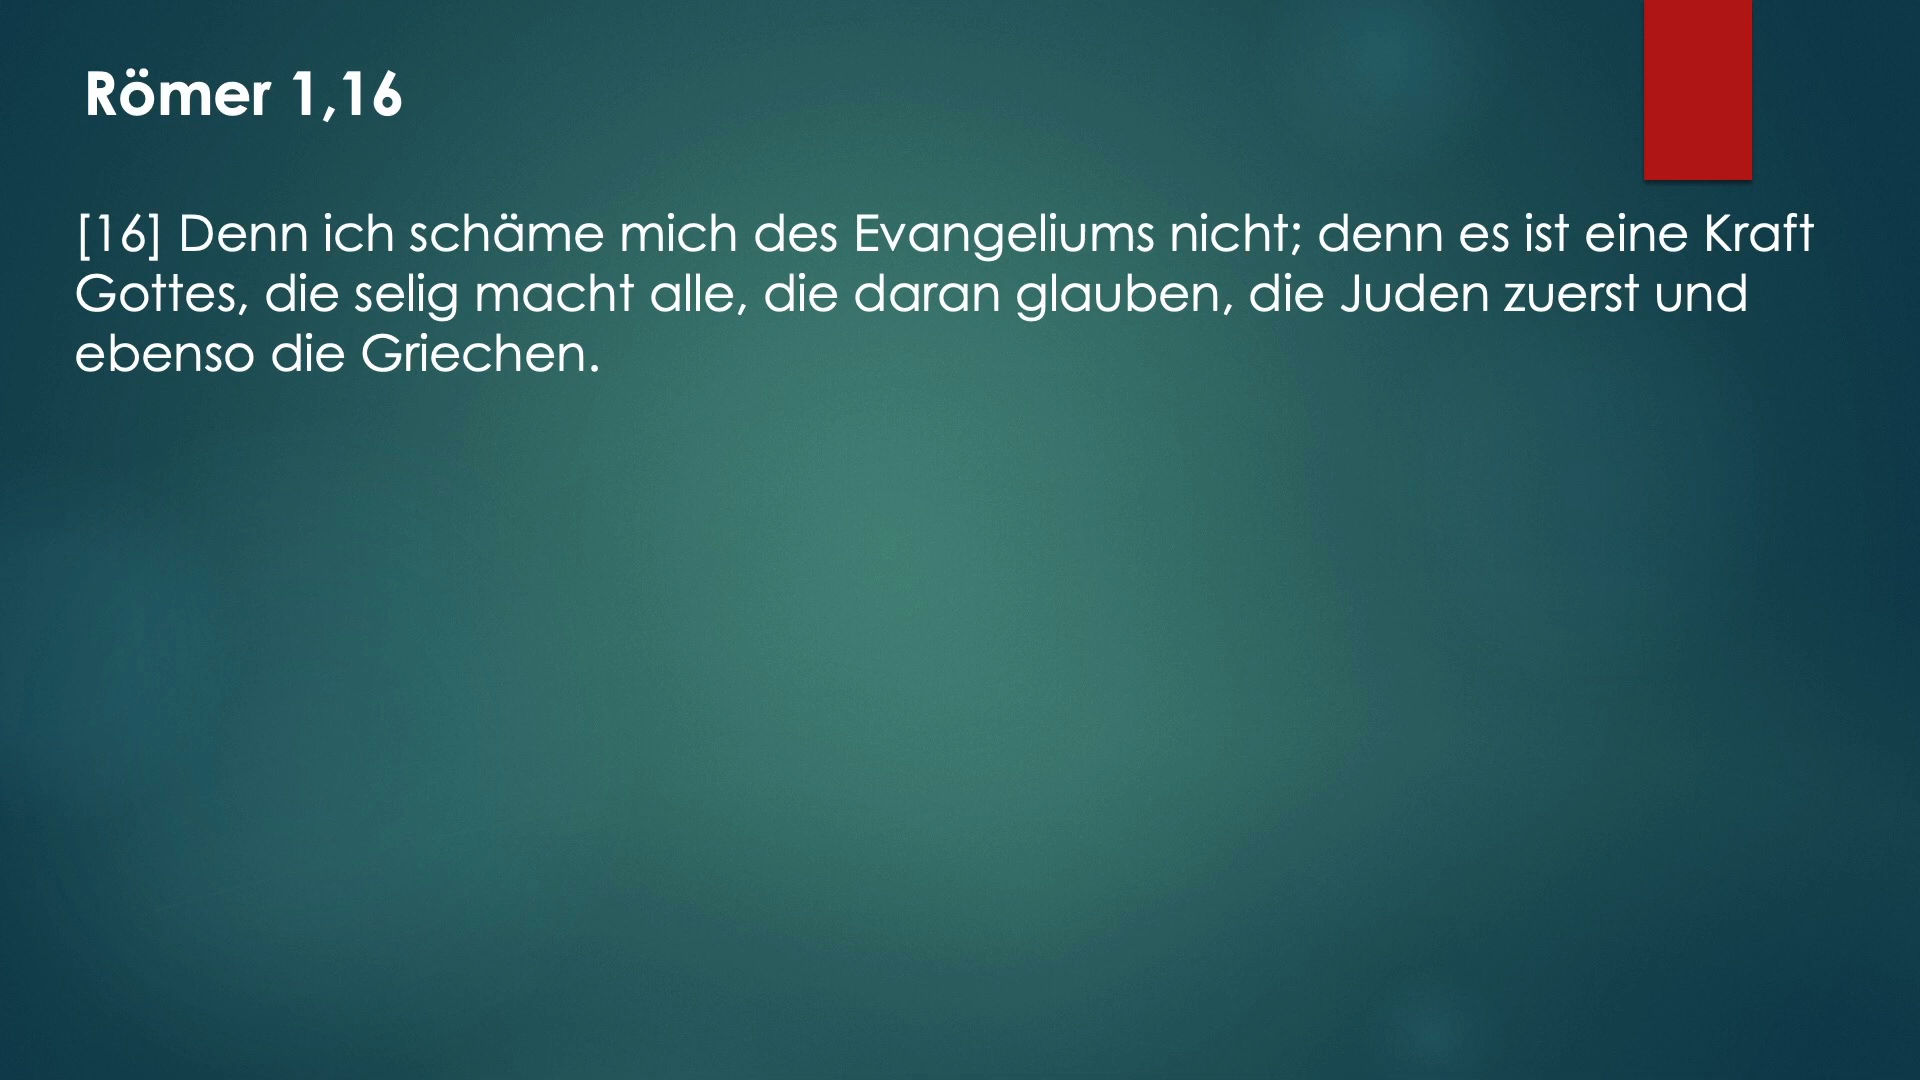 Römer 1,16
[16] Denn ich schäme mich des Evangeliums nicht; denn es ist eine Kraft
Gottes, die selig macht alle, die daran glauben, die Juden zuerst und
ebenso die Griechen.